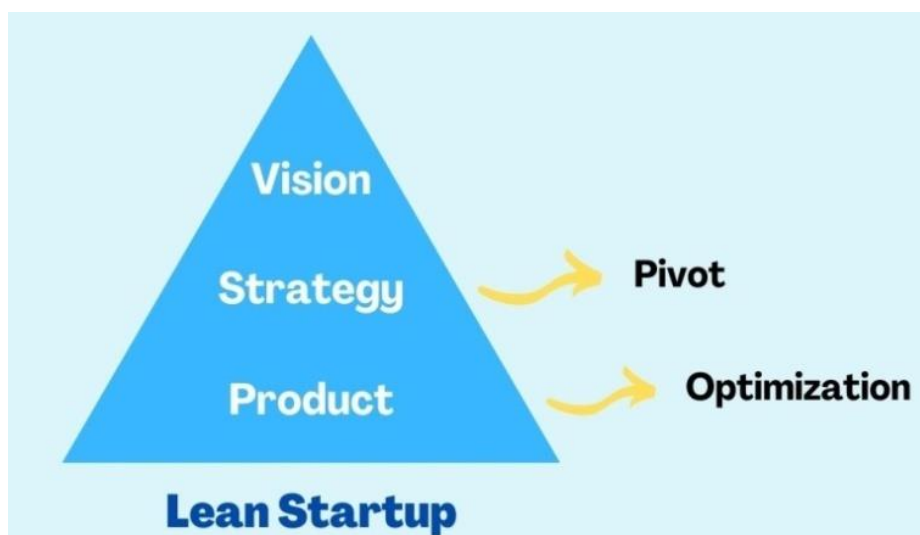 Vision
Strategy
Pivot
Product
Optimization
Lean Startup